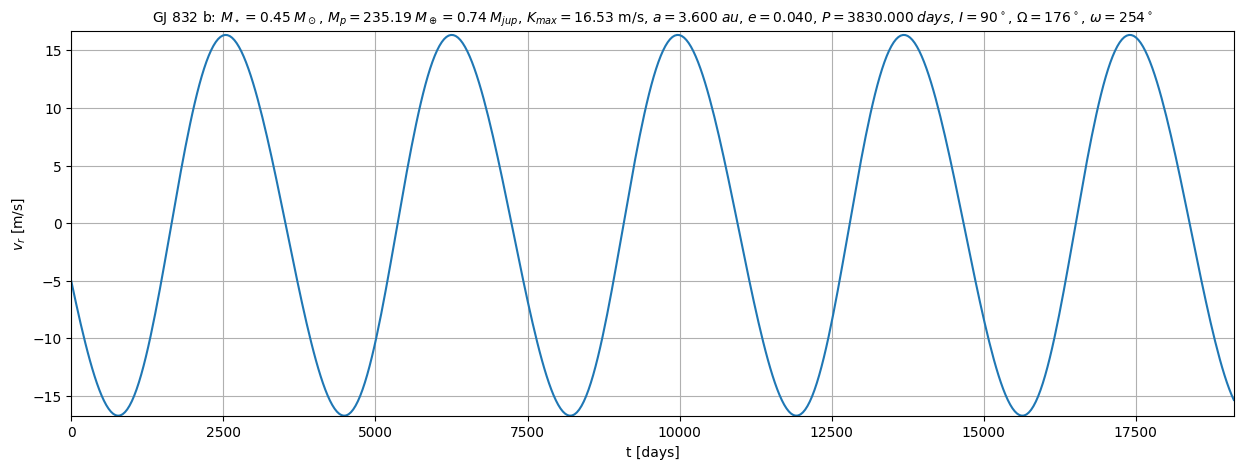 GJ 832 b: M⋆ = 0.45 M⊙, Mp = 235.19 M⊕ = 0.74 Mjup, Kmax = 16.53 m/s, a = 3.600 au, e = 0.040, P = 3830.000 days, I = 90°, Ω = 176°, ω = 254°
15
10
5
0
−5
−10
−15
vr [m/s]
0 2500 5000 7500 10000 12500 15000 17500
t [days]